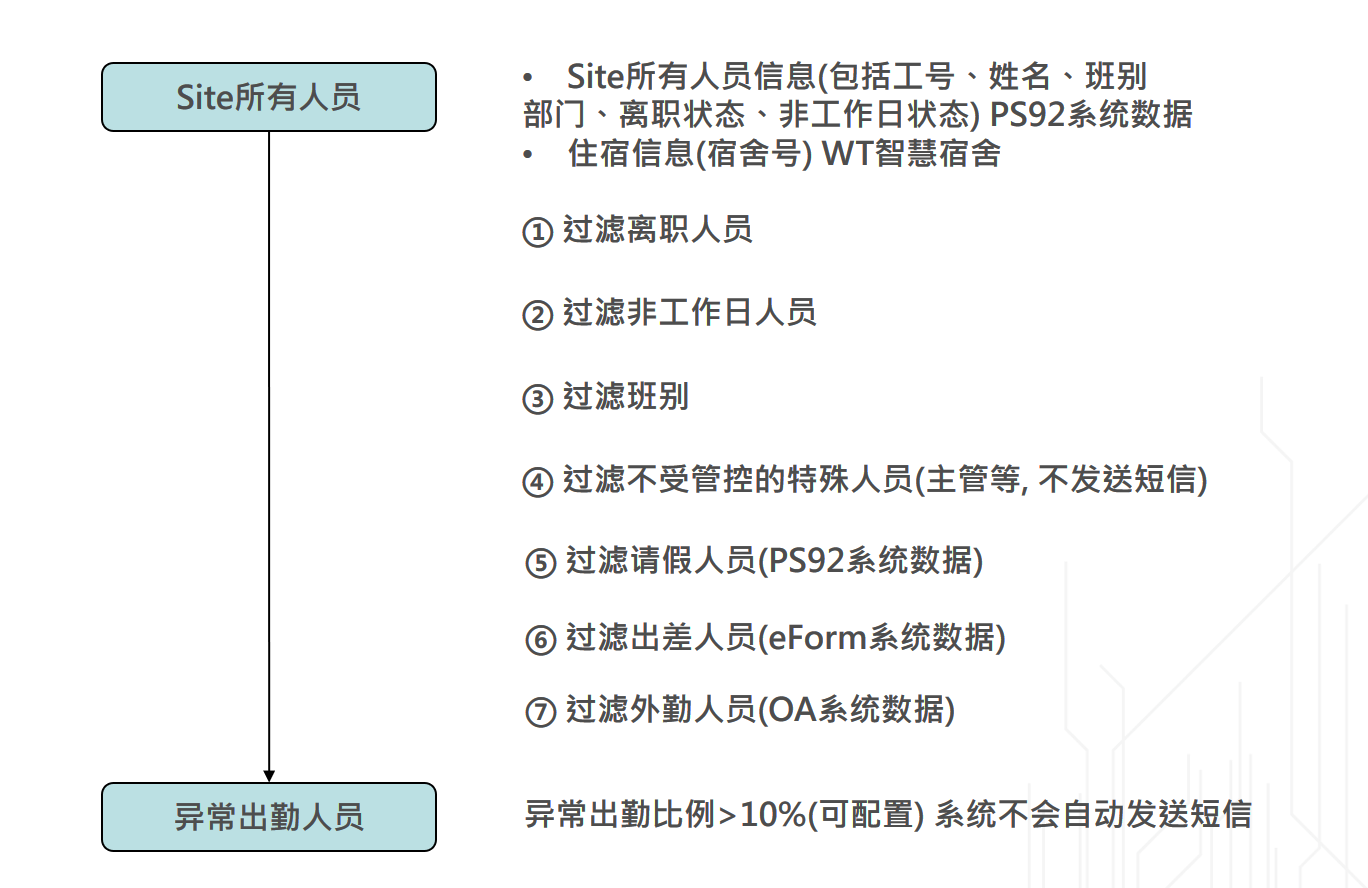 Site所有人员
• Site所有人员信息(包括工号、姓名、班别
部门、离职状态、非工作日状态) PS92系统数据
• 住宿信息(宿舍号) WT智慧宿舍
① 过滤离职人员
② 过滤非工作日人员
③ 过滤班别
④ 过滤不受管控的特殊人员(主管等, 不发送短信)
⑤ 过滤请假人员(PS92系统数据)
⑥ 过滤出差人员(eForm系统数据)
⑦ 过滤外勤人员(OA系统数据)
异常出勤人员
异常出勤比例>10%(可配置) 系统不会自动发送短信